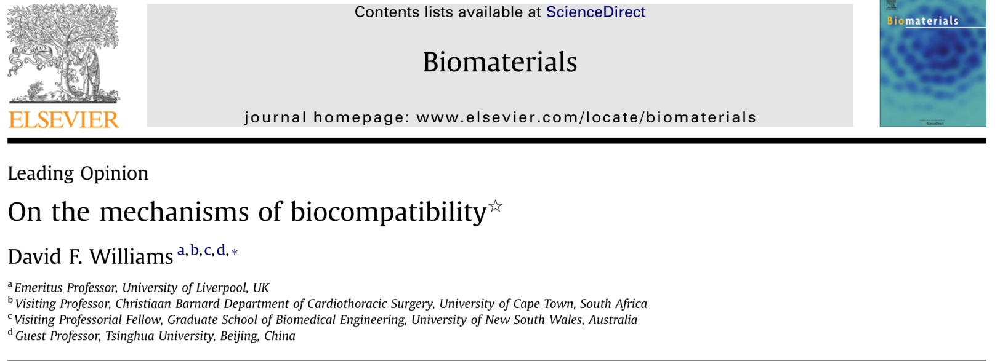 Contents lists available at ScienceDirect
Biomaterials
journal homepage: www.elsevier.com/locate/biomaterials
NON SOLUS
ELSEVIER
Biomaterials
ScienceDirect
Leading Opinion
On the mechanisms of biocompatibility☆
David F. Williams a,b,c,d,*
a Emeritus Professor, University of Liverpool, UK
b Visiting Professor, Christiaan Barnard Department of Cardiothoracic Surgery, University of Cape Town, South Africa
c Visiting Professorial Fellow, Graduate School of Biomedical Engineering, University of New South Wales, Australia
d Guest Professor, Tsinghua University, Beijing, China